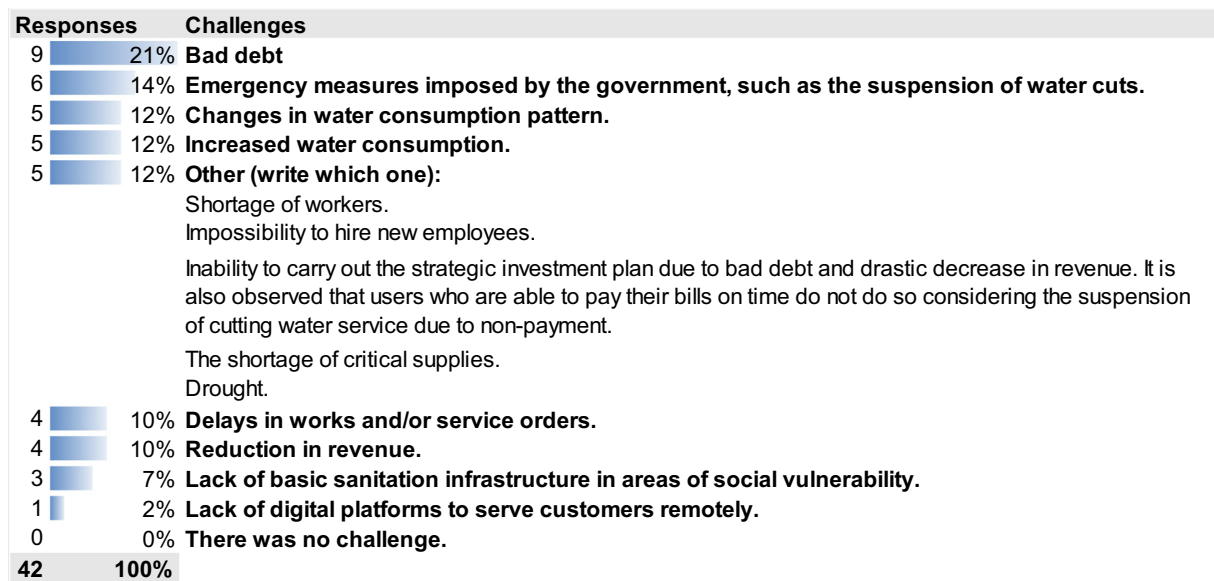 Responses Challenges
9 21% Bad debt
6 14% Emergency measures imposed by the government, such as the suspension of water cuts.
5 12% Changes in water consumption pattern.
5 12% Increased water consumption.
5 12% Other (write which one):
Shortage of workers.
Impossibility to hire new employees.
Inability to carry out the strategic investment plan due to bad debt and drastic decrease in revenue. It is
also observed that users who are able to pay their bills on time do not do so considering the suspension
of cutting water service due to non-payment.
The shortage of critical supplies.
Drought.
4 10% Delays in works and/or service orders.
4 10% Reduction in revenue.
3 7% Lack of basic sanitation infrastructure in areas of social vulnerability.
1 2% Lack of digital platforms to serve customers remotely.
0 0% There was no challenge.
42 100%